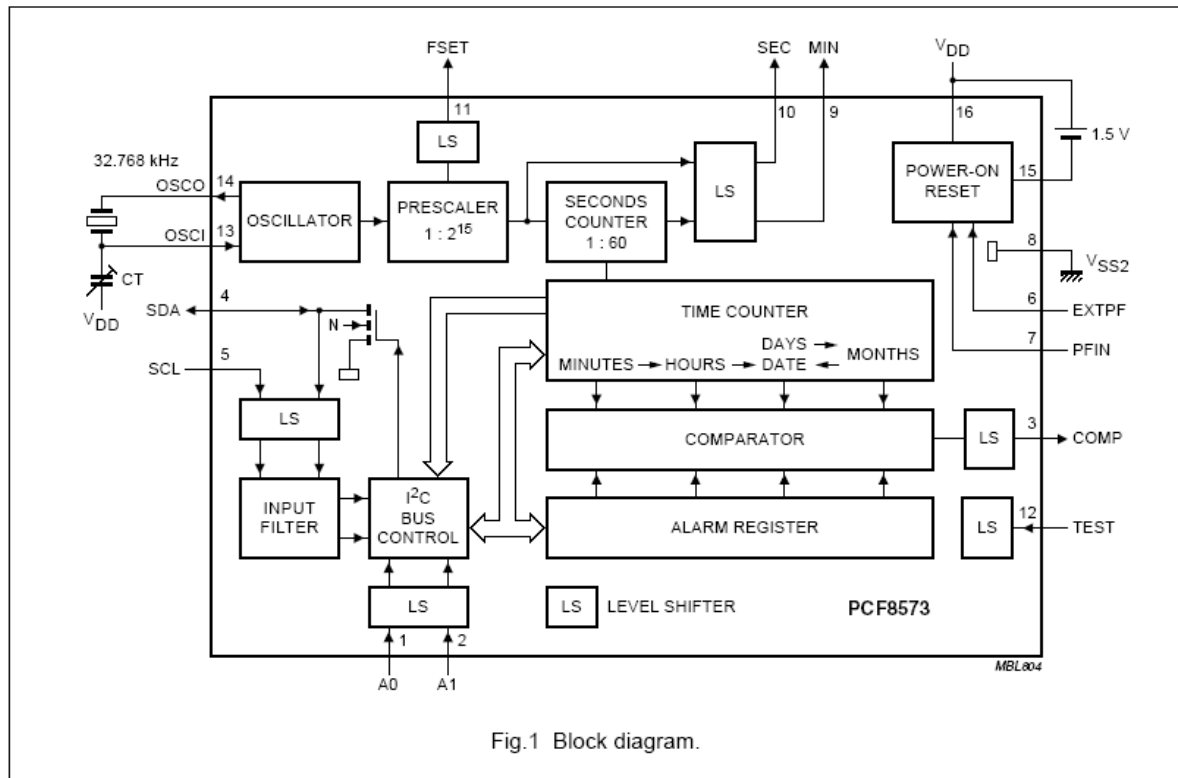 FSET
SEC MIN
VDD
11
10 9
16
LS
1.5 V
32.768 kHz
OSCO 14
OSCILLATOR
PRESCALER
1 : 2¹⁵
SECONDS
COUNTER
1 : 60
LS
POWER-ON
RESET
15
OSCI 13
8
VSS2
CT
VDD
SDA 4
N
6 EXTPF
7 PFIN
TIME COUNTER
DAYS
MINUTES HOURS DATE MONTHS
SCL 5
LS
COMPARATOR
LS
3 COMP
INPUT
FILTER
I²C
BUS
CONTROL
ALARM REGISTER
LS
12 TEST
LS
LS LEVEL SHIFTER
PCF8573
1 2
A0 A1
MBL804
Fig.1 Block diagram.